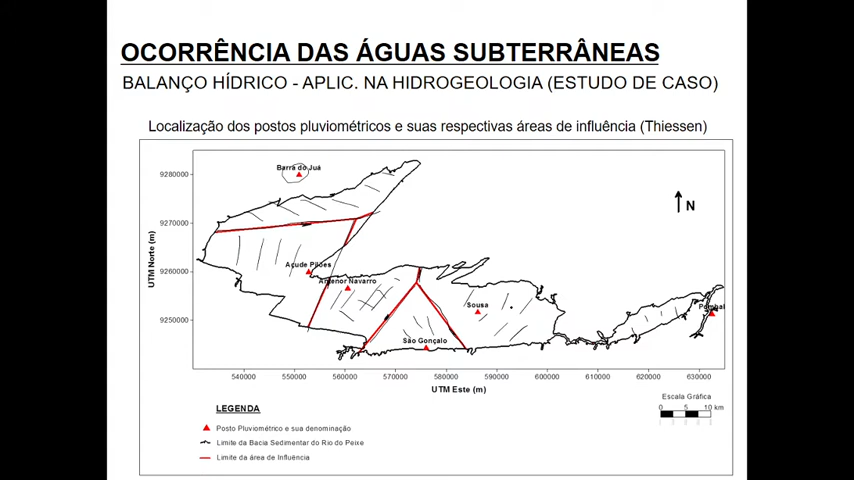 OCORRÊNCIA DAS ÁGUAS SUBTERRÂNEAS
BALANÇO HÍDRICO - APLIC. NA HIDROGEOLOGIA (ESTUDO DE CASO)
Localização dos postos pluviométricos e suas respectivas áreas de influência (Thiessen)
Barra do Juá
9280000
N
9270000
UTM Norte (m)
Açude Pilões
9260000
Antenor Navarro
Sousa
Pombal
9250000
São Gonçalo
540000 550000 560000 570000 580000 590000 600000 610000 620000 630000
UTM Este (m)
Escala Gráfica
0 5 10 km
LEGENDA
Posto Pluviométrico e sua denominação
Limite da Bacia Sedimentar do Rio do Peixe
Limite da área de Influência